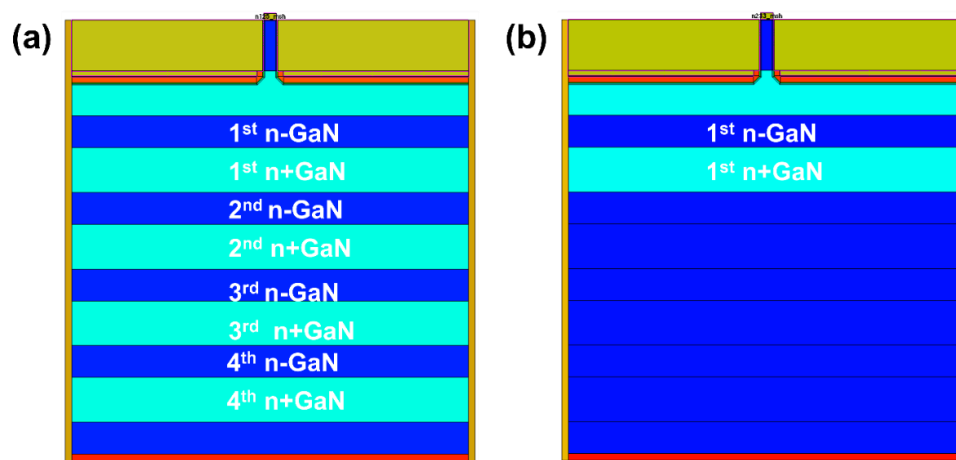 (a)
n125_msh
1st n-GaN
1st n+GaN
2nd n-GaN
2nd n+GaN
3rd n-GaN
3rd n+GaN
4th n-GaN
4th n+GaN
(b)
1st n-GaN
1st n+GaN